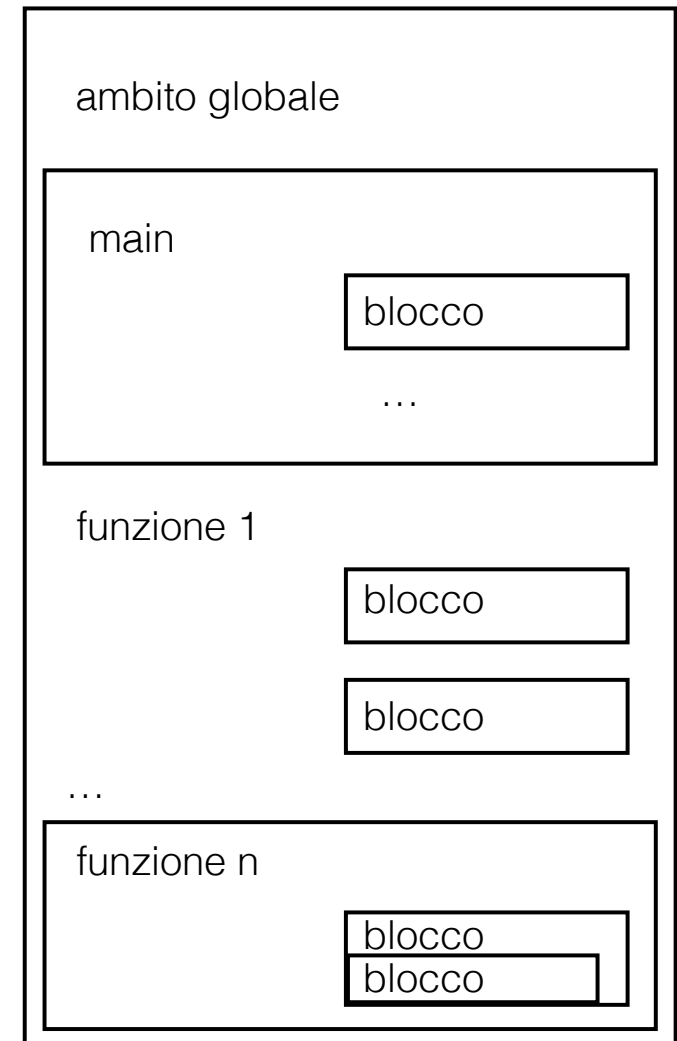 ambito globale
main
blocco
…
funzione 1
blocco
blocco
…
funzione n
blocco
blocco